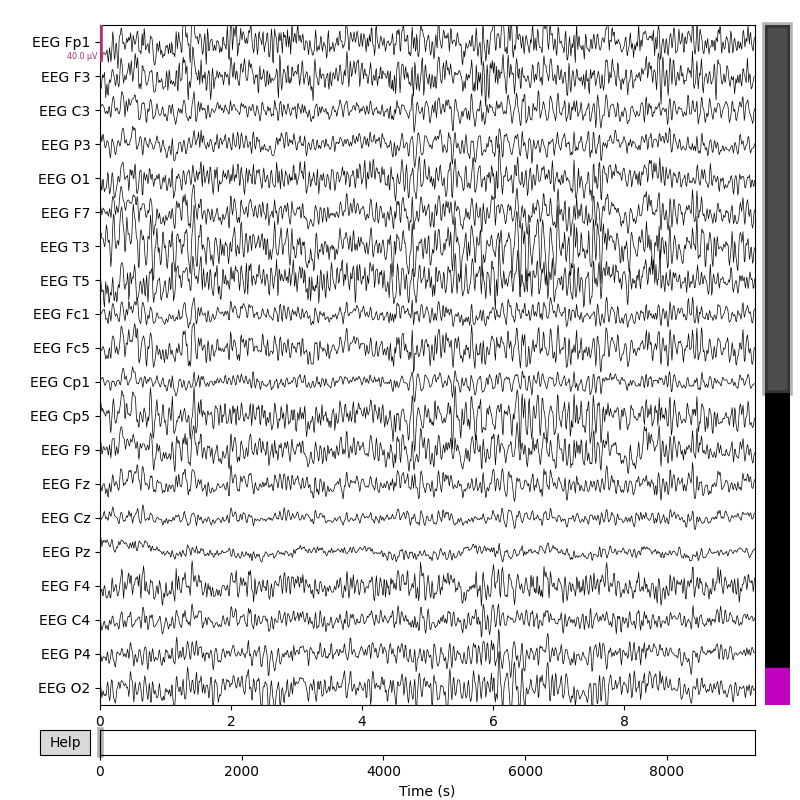 EEG Fp1
40.0 µV
EEG F3
EEG C3
EEG P3
EEG O1
EEG F7
EEG T3
EEG T5
EEG Fc1
EEG Fc5
EEG Cp1
EEG Cp5
EEG F9
EEG Fz
EEG Cz
EEG Pz
EEG F4
EEG C4
EEG P4
EEG O2
0 2 4 6 8
Help
0 2000 4000 6000 8000
Time (s)